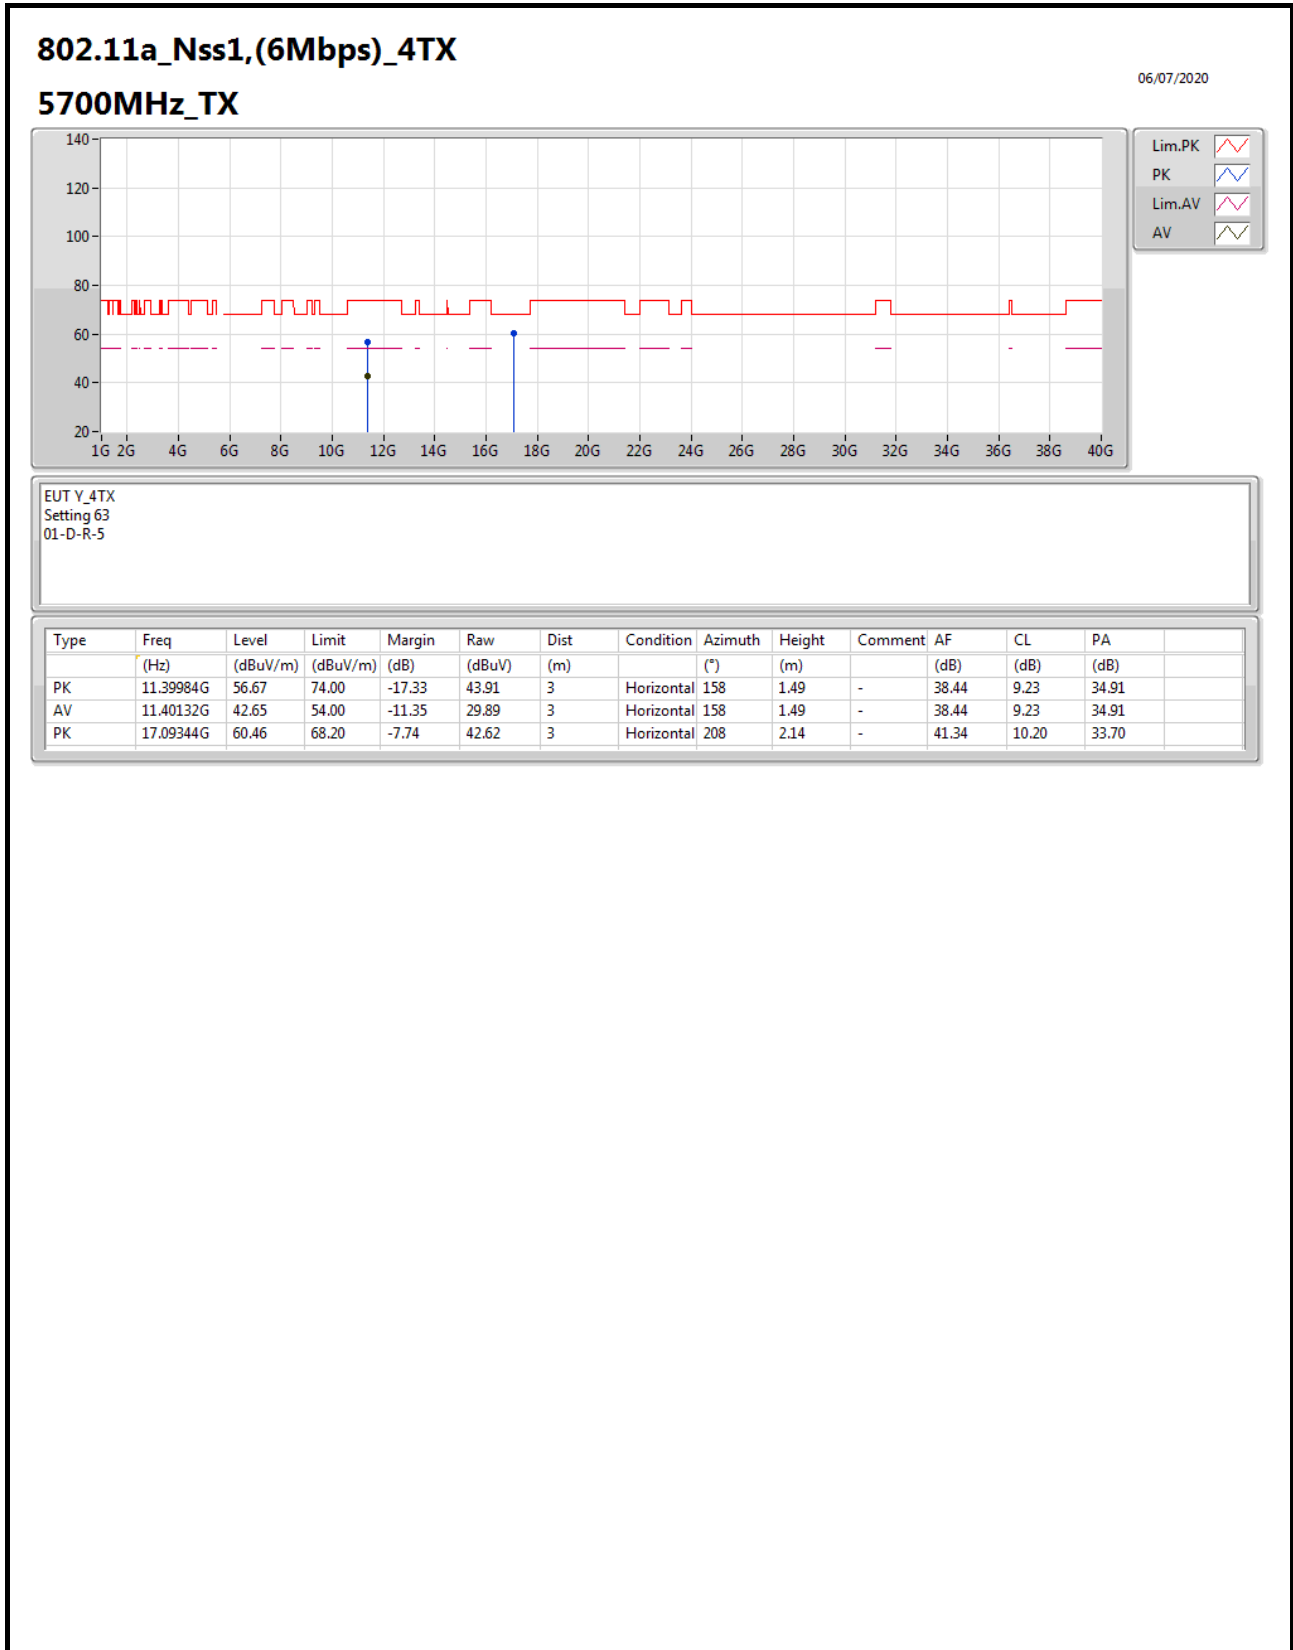 802.11a_Nss1,(6Mbps)_4TX
06/07/2020
5700MHz_TX
140
120
100
80
60
40
20
1G 2G 4G 6G 8G 10G 12G 14G 16G 18G 20G 22G 24G 26G 28G 30G 32G 34G 36G 38G 40G
Lim.PK
PK
Lim.AV
AV
EUT Y_4TX
Setting 63
01-D-R-5
Type Freq Level Limit Margin Raw Dist Condition Azimuth Height Comment AF CL PA
(Hz) (dBuV/m) (dBuV/m) (dB) (dBuV) (m) (°) (m) (dB) (dB) (dB)
PK 11.39984G 56.67 74.00 -17.33 43.91 3 Horizontal 158 1.49 - 38.44 9.23 34.91
AV 11.40132G 42.65 54.00 -11.35 29.89 3 Horizontal 158 1.49 - 38.44 9.23 34.91
PK 17.09344G 60.46 68.20 -7.74 42.62 3 Horizontal 208 2.14 - 41.34 10.20 33.70